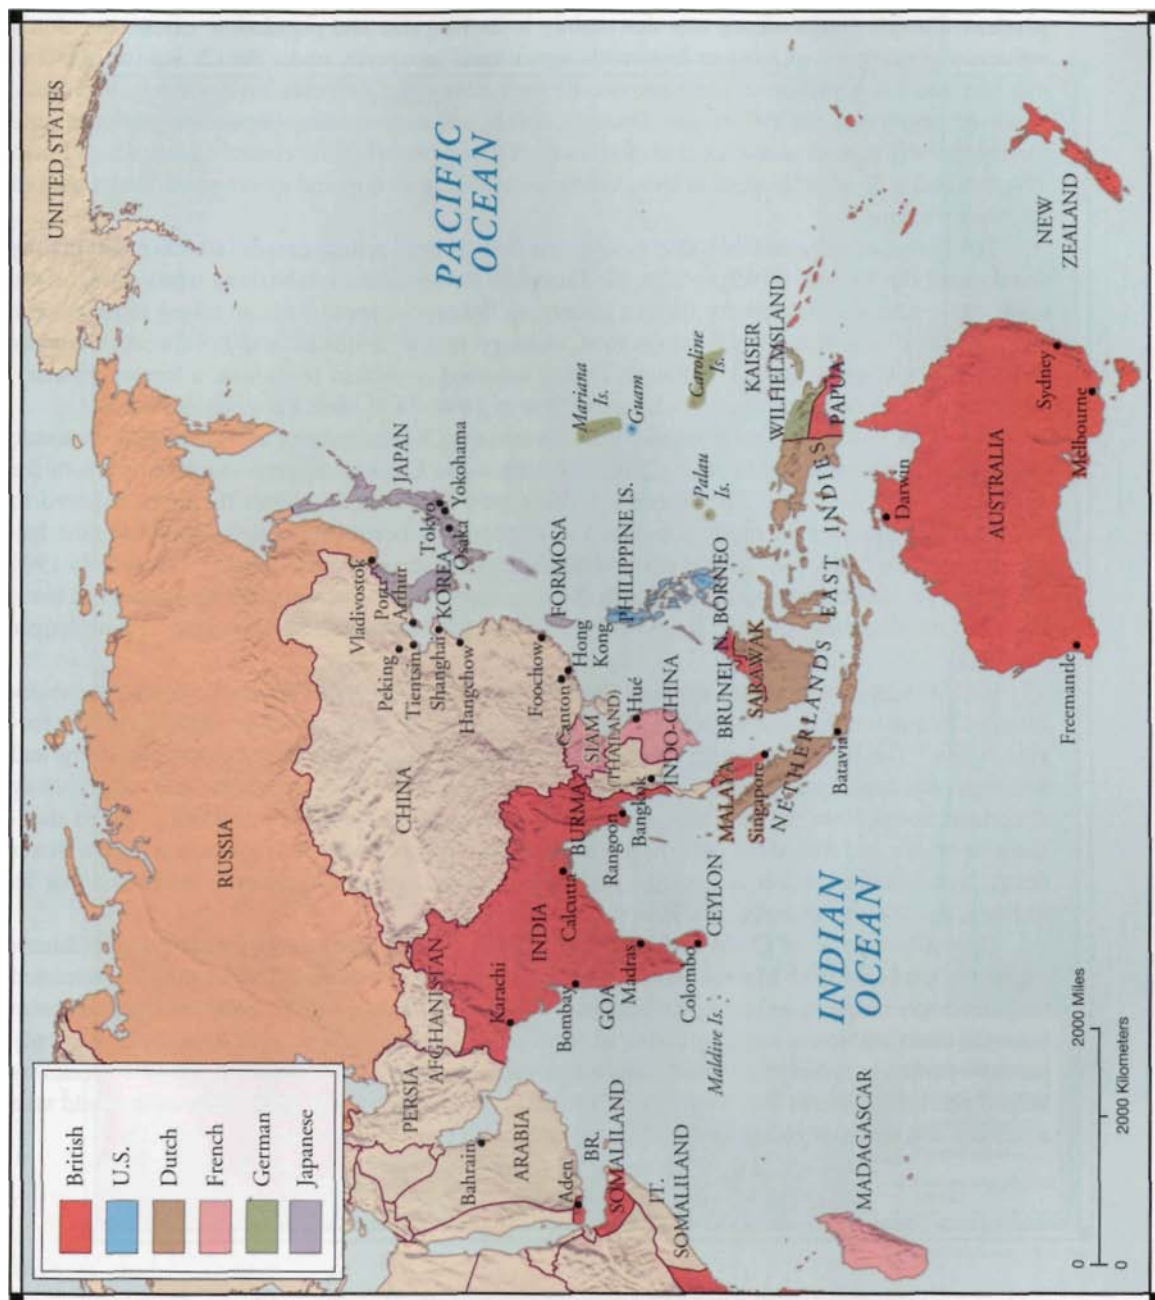 British
U.S.
Dutch
French
German
Japanese
UNITED STATES
RUSSIA
PACIFIC
OCEAN
JAPAN
Vladivostok
Port
Arthur
Tokyo
Yokohama
Osaka
KOREA
Peking
Tientsin
Shanghai
Hangchow
CHINA
Foochow
FORMOSA
Canton
Hong
Kong
AFGHANISTAN
PERSIA
Karachi
INDIA
Bahrain
ARABIA
Calcutta
BURMA
Bombay
GOA
Rangoon
Madras
SIAM
(THAILAND)
Hué
Bangkok
INDO-CHINA
PHILIPPINE IS.
Mariana
Is.
Guam
Aden
BR.
SOMALILAND
IT.
SOMALILAND
Colombo
CEYLON
Maldive Is.
Palau
Is.
Caroline
Is.
BRUNEI
N. BORNEO
SARAWAK
MALAYA
Singapore
NETHERLANDS EAST INDIES
KAISER
WILHELMSLAND
PAPUA
Batavia
INDIAN
OCEAN
MADAGASCAR
Darwun
AUSTRALIA
Freemantle
Sydney
Melbourne
NEW
ZEALAND
0
2000 Miles
0
2000 Kilometers